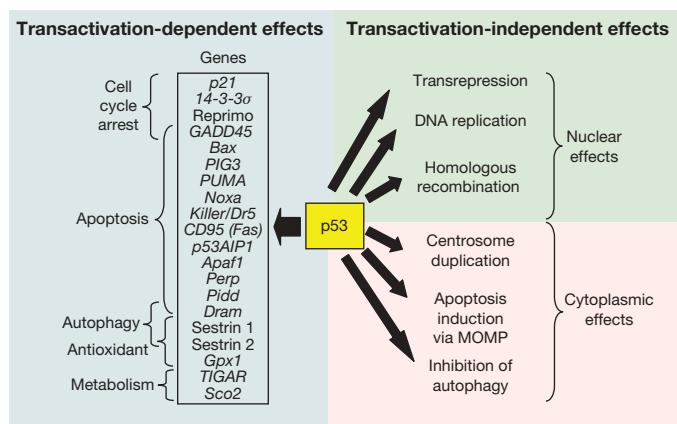 Transactivation-dependent effects
Genes
Cell
cycle
arrest
Apoptosis
Autophagy
Antioxidant
Metabolism
p21
14-3-3σ
Reprimo
GADD45
Bax
PIG3
PUMA
Noxa
Killer/Dr5
CD95 (Fas)
p53AIP1
Apaf1
Perp
Pidd
Dram
Sestrin 1
Sestrin 2
Gpx1
TIGAR
Sco2
p53
Transactivation-independent effects
Transrepression
DNA replication
Homologous
recombination
Nuclear
effects
Centrosome
duplication
Apoptosis
induction
via MOMP
Inhibition of
autophagy
Cytoplasmic
effects